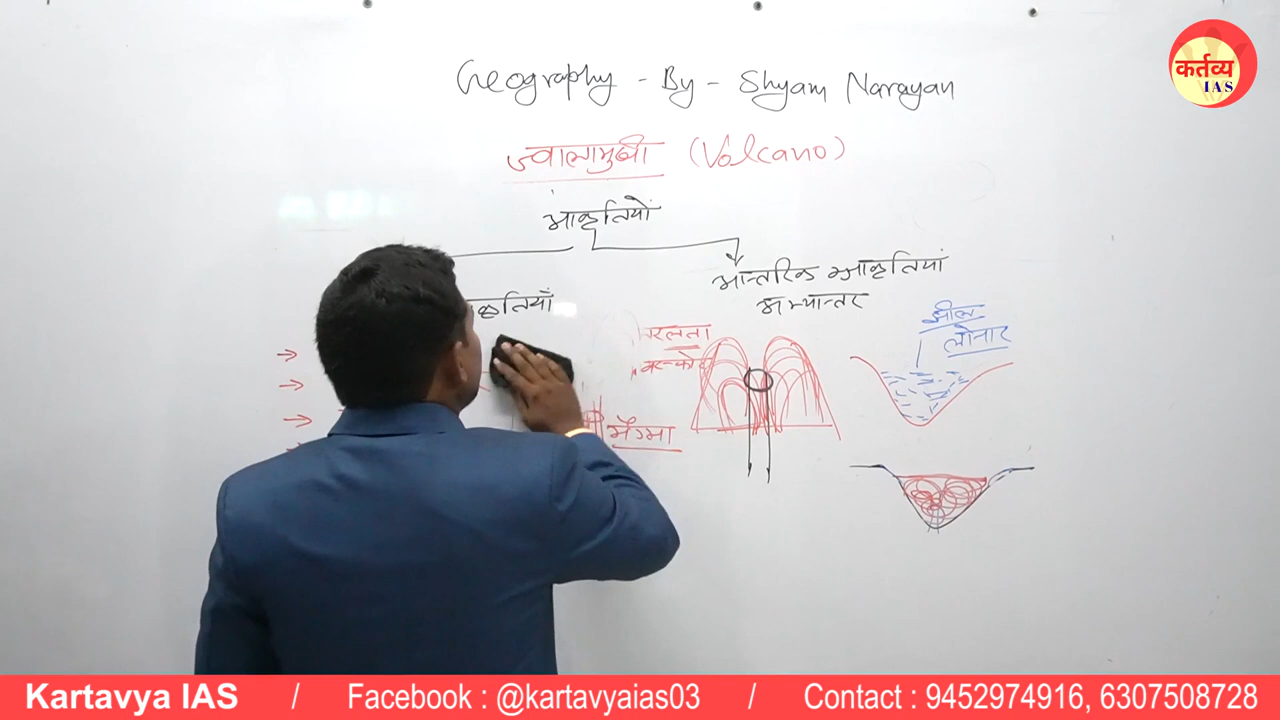 Geography - By - Shyam Narayan
कर्तव्य
IAS
ज्वालामुखी (Volcano)
आकृतियाँ
आन्तरिक आकृतियां
अभ्यान्तर
कृतियाँ
झील
लोनार
मैग्मा
Kartavya IAS / Facebook : @kartavyaias03 / Contact : 9452974916, 6307508728